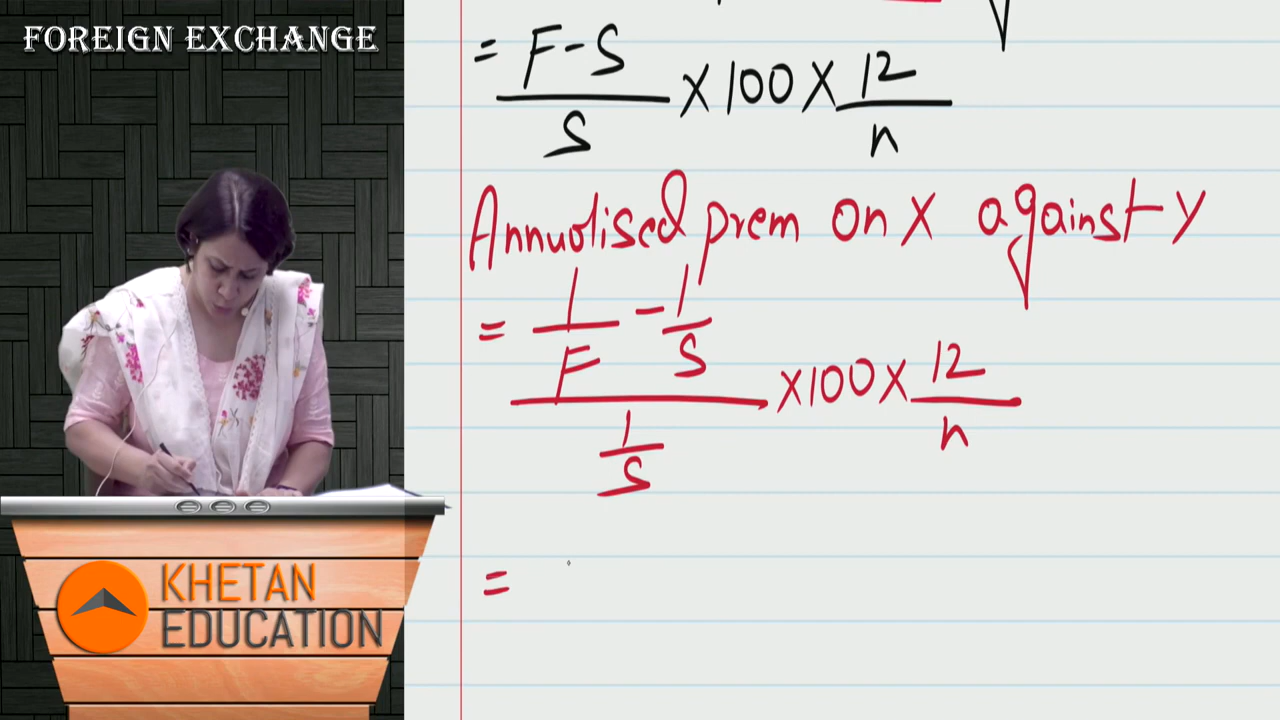 FOREIGN EXCHANGE
= F-S / S × 100 × 12 / n
Annualised prem on X against Y
= 1/F - 1/S / 1/S × 100 × 12 / n
=
KHETAN
EDUCATION